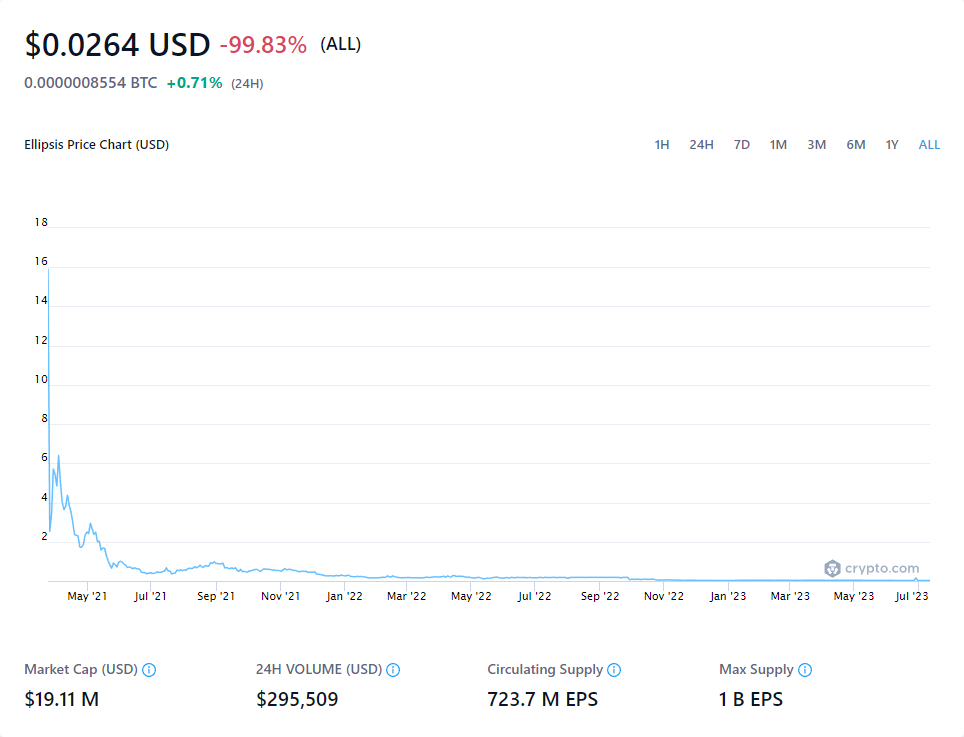 $0.0264 USD -99.83% (ALL)
0.0000008554 BTC +0.71% (24H)
Ellipsis Price Chart (USD) 1H 24H 7D 1M 3M 6M 1Y ALL
18
16
14
12
10
8
6
4
2
crypto.com
May '21 Jul '21 Sep '21 Nov '21 Jan '22 Mar '22 May '22 Jul '22 Sep '22 Nov '22 Jan '23 Mar '23 May '23 Jul '23
Market Cap (USD) 24H VOLUME (USD) Circulating Supply Max Supply
$19.11 M $295,509 723.7 M EPS 1 B EPS